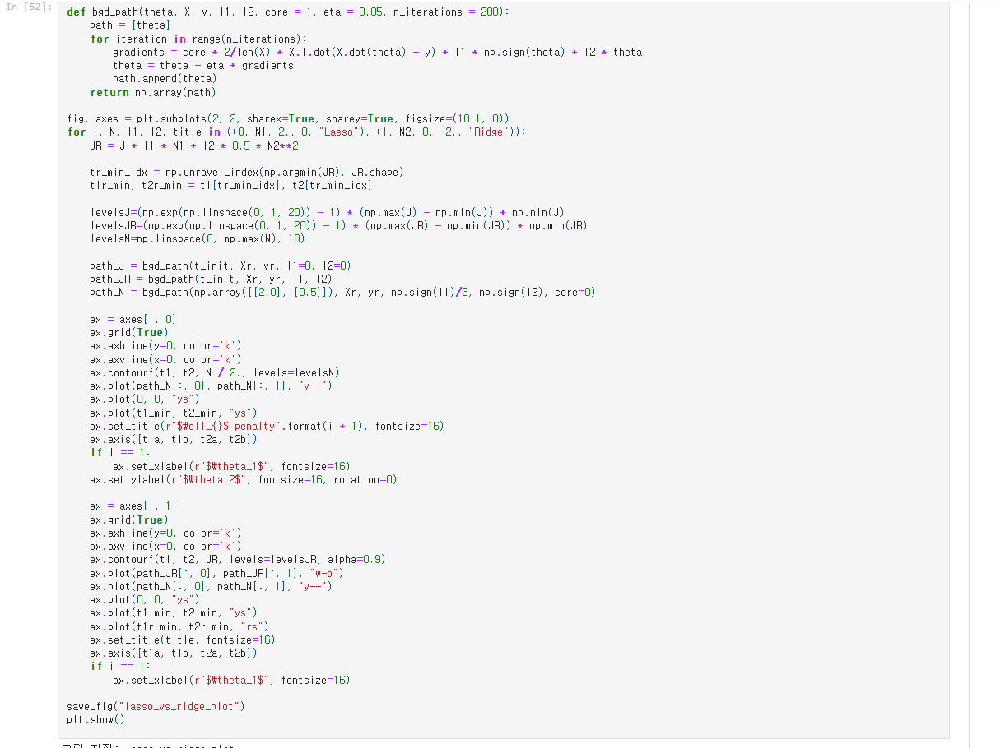 In [52]:
def bgd_path(theta, X, y, l1, l2, core = 1, eta = 0.05, n_iterations = 200):
    path = [theta]
    for iteration in range(n_iterations):
        gradients = core * 2/len(X) * X.T.dot(X.dot(theta) - y) + l1 * np.sign(theta) + l2 * theta
        theta = theta - eta * gradients
        path.append(theta)
    return np.array(path)

fig, axes = plt.subplots(2, 2, sharex=True, sharey=True, figsize=(10.1, 8))
for i, N, l1, l2, title in ((0, N1, 2., 0, "Lasso"), (1, N2, 0,  2., "Ridge")):
    JR = J + l1 * N1 + l2 * 0.5 * N2**2

    tr_min_idx = np.unravel_index(np.argmin(JR), JR.shape)
    t1r_min, t2r_min = t1[tr_min_idx], t2[tr_min_idx]

    levelsJ=(np.exp(np.linspace(0, 1, 20)) - 1) * (np.max(J) - np.min(J)) + np.min(J)
    levelsJR=(np.exp(np.linspace(0, 1, 20)) - 1) * (np.max(JR) - np.min(JR)) + np.min(JR)
    levelsN=np.linspace(0, np.max(N), 10)

    path_J = bgd_path(t_init, Xr, yr, l1=0, l2=0)
    path_JR = bgd_path(t_init, Xr, yr, l1, l2)
    path_N = bgd_path(np.array([[2.0], [0.5]]), Xr, yr, np.sign(l1)/3, np.sign(l2), core=0)

    ax = axes[i, 0]
    ax.grid(True)
    ax.axhline(y=0, color='k')
    ax.axvline(x=0, color='k')
    ax.contourf(t1, t2, N / 2., levels=levelsN)
    ax.plot(path_N[:, 0], path_N[:, 1], "y--")
    ax.plot(0, 0, "ys")
    ax.plot(t1_min, t2_min, "ys")
    ax.set_title(r"$₩ell_{}$ penalty".format(i + 1), fontsize=16)
    ax.axis([t1a, t1b, t2a, t2b])
    if i == 1:
        ax.set_xlabel(r"$₩theta_1$", fontsize=16)
    ax.set_ylabel(r"$₩theta_2$", fontsize=16, rotation=0)

    ax = axes[i, 1]
    ax.grid(True)
    ax.axhline(y=0, color='k')
    ax.axvline(x=0, color='k')
    ax.contourf(t1, t2, JR, levels=levelsJR, alpha=0.9)
    ax.plot(path_JR[:, 0], path_JR[:, 1], "w-o")
    ax.plot(path_N[:, 0], path_N[:, 1], "y--")
    ax.plot(0, 0, "ys")
    ax.plot(t1_min, t2_min, "ys")
    ax.plot(t1r_min, t2r_min, "rs")
    ax.set_title(title, fontsize=16)
    ax.axis([t1a, t1b, t2a, t2b])
    if i == 1:
        ax.set_xlabel(r"$₩theta_1$", fontsize=16)

save_fig("lasso_vs_ridge_plot")
plt.show()